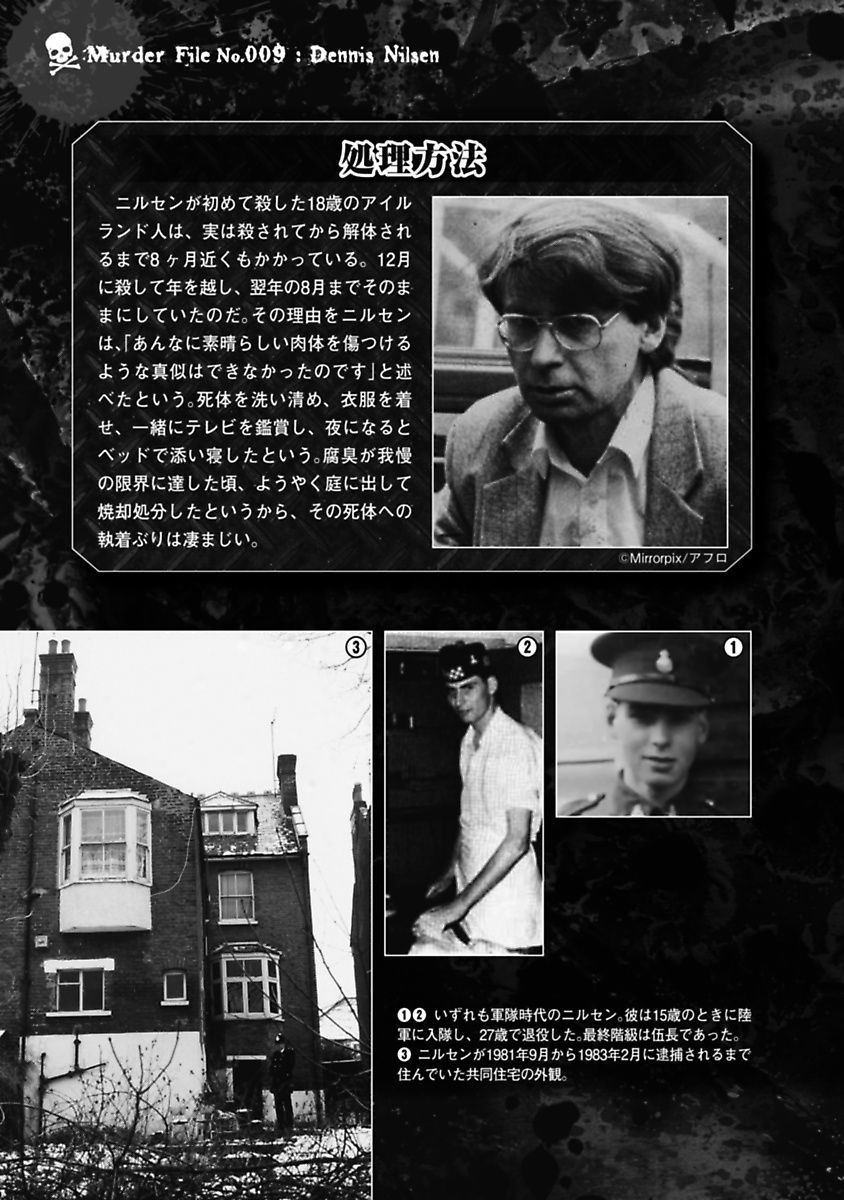 Murder File No.009 : Dennis Nilsen
処理方法
ニルセンが初めて殺した18歳のアイル
ランド人は、実は殺されてから解体され
るまで8ヶ月近くもかかっている。12月
に殺して年を越し、翌年の8月までそのま
まにしていたのだ。その理由をニルセン
は、「あんなに素晴らしい肉体を傷つける
ような真似はできなかったのです」と述
べたという。死体を洗い清め、衣服を着
せ、一緒にテレビを鑑賞し、夜になると
ベッドで添い寝したという。腐臭が我慢
の限界に達した頃、ようやく庭に出して
焼却処分したというから、その死体への
執着ぶりは凄まじい。
©Mirrorpix/アフロ
③
②
①
❶❷ いずれも軍隊時代のニルセン。彼は15歳のときに陸
軍に入隊し、27歳で退役した。最終階級は伍長であった。
❸ ニルセンが1981年9月から1983年2月に逮捕されるまで
住んでいた共同住宅の外観。